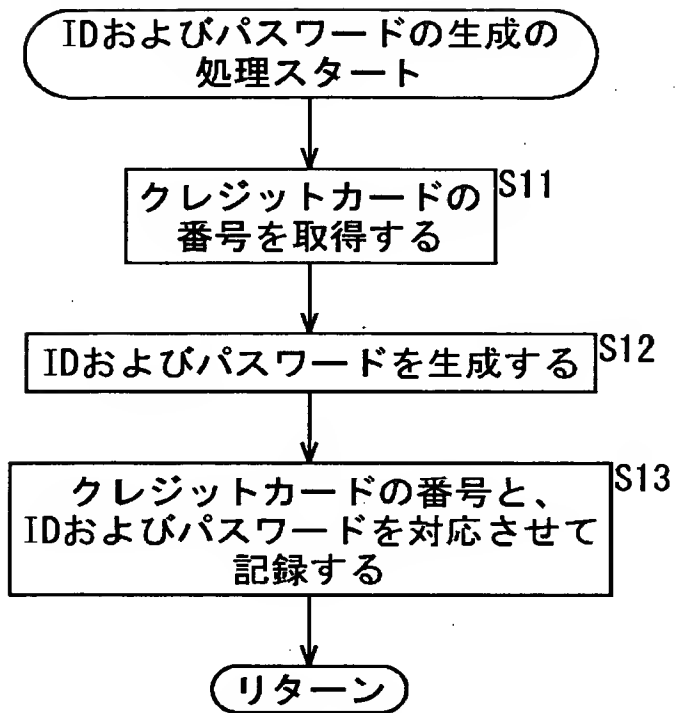 IDおよびパスワードの生成の
処理スタート
クレジットカードの
番号を取得する
S11
IDおよびパスワードを生成する
S12
クレジットカードの番号と、
IDおよびパスワードを対応させて
記録する
S13
リターン